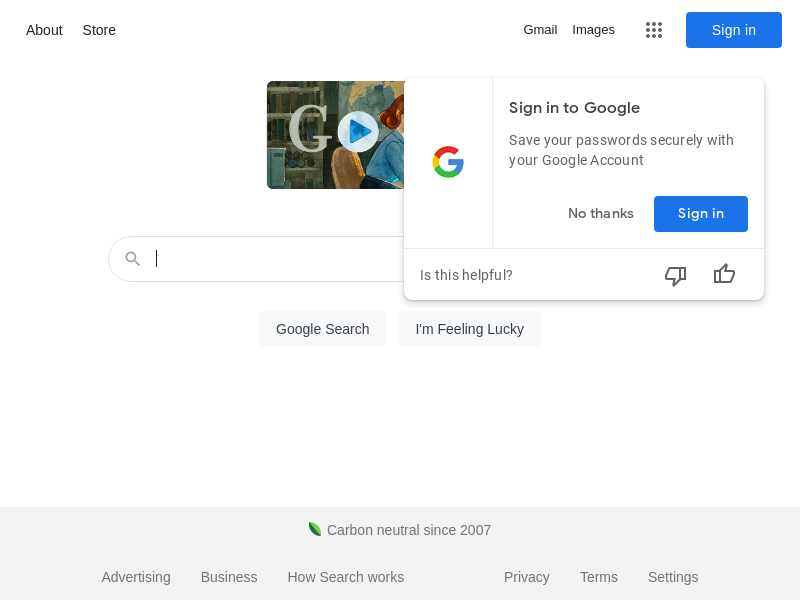 About Store Gmail Images Sign in
G
Sign in to Google
Save your passwords securely with
your Google Account
No thanks Sign in
Is this helpful?
Google Search I'm Feeling Lucky
Carbon neutral since 2007
Advertising Business How Search works Privacy Terms Settings